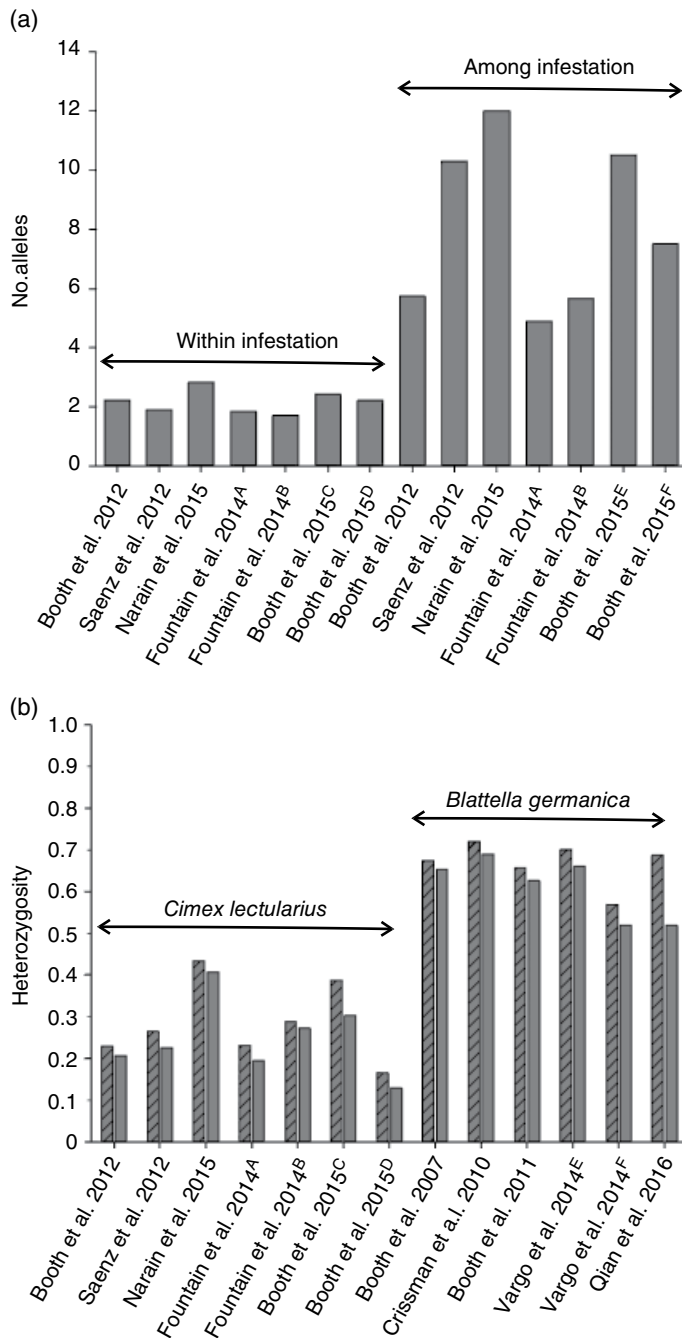 (a)
14
12
10
8
6
4
2
0
No.alleles
Within infestation
Among infestation
Booth et al. 2012
Saenz et al. 2012
Narain et al. 2015
Fountain et al. 2014A
Fountain et al. 2014B
Booth et al. 2015C
Booth et al. 2015D
Booth et al. 2012
Saenz et al. 2012
Narain et al. 2015
Fountain et al. 2014A
Fountain et al. 2014B
Booth et al. 2015E
Booth et al. 2015F
(b)
1.0
0.9
0.8
0.7
0.6
0.5
0.4
0.3
0.2
0.1
0
Heterozygosity
Cimex lectularius
Blattella germanica
Booth et al. 2012
Saenz et al. 2012
Narain et al. 2015
Fountain et al. 2014A
Fountain et al. 2014B
Booth et al. 2015C
Booth et al. 2015D
Booth et al. 2007
Crissman et a.l. 2010
Booth et al. 2011
Vargo et al. 2014E
Vargo et al. 2014F
Qian et al. 2016